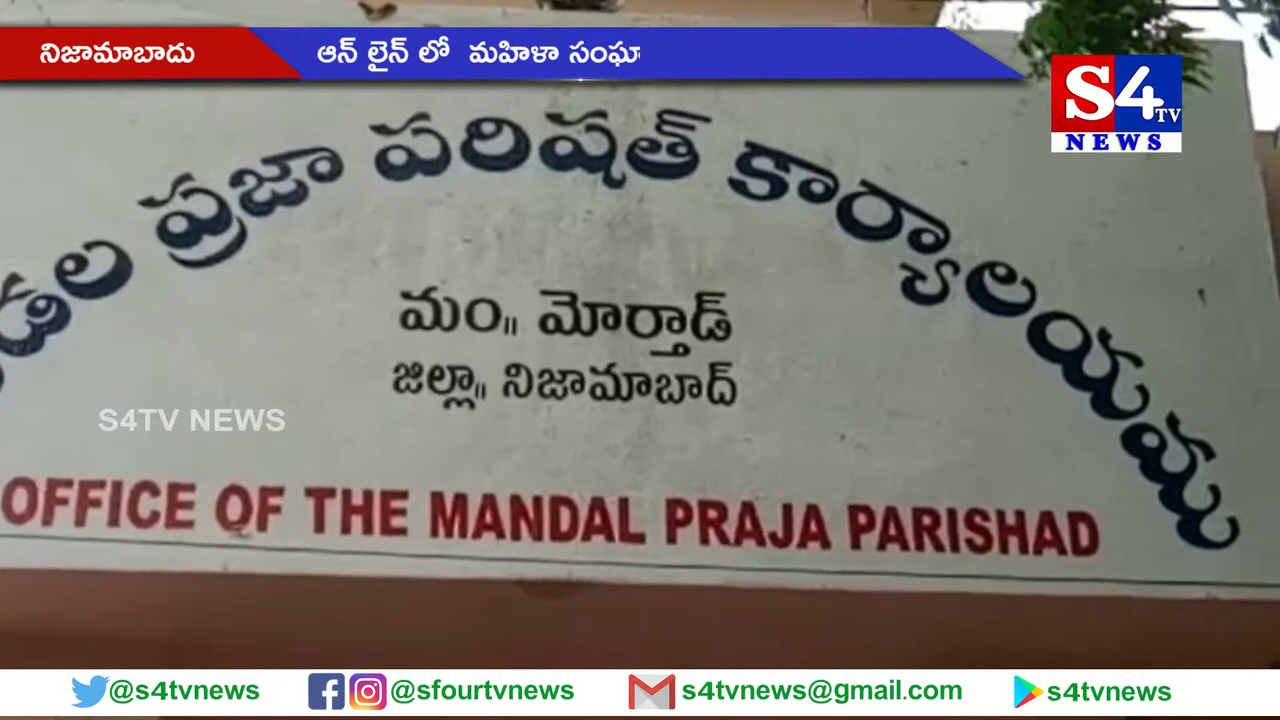 నిజామాబాదు
ఆన్ లైన్ లో మహిళా సంఘా
S4 TV
NEWS
ప్రజా పరిషత్ కార్యాలయము
మం॥ మోర్తాడ్
జిల్లా॥ నిజామాబాద్
S4TV NEWS
OFFICE OF THE MANDAL PRAJA PARISHAD
@s4tvnews
@sfourtvnews
s4tvnews@gmail.com
s4tvnews